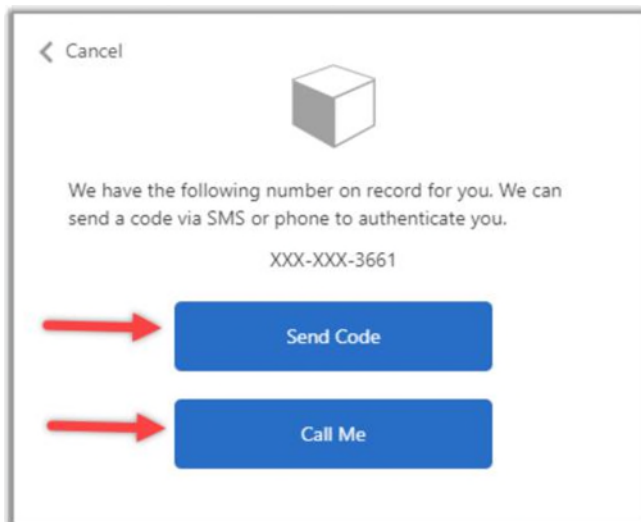 Cancel
We have the following number on record for you. We can
send a code via SMS or phone to authenticate you.
XXX-XXX-3661
Send Code
Call Me